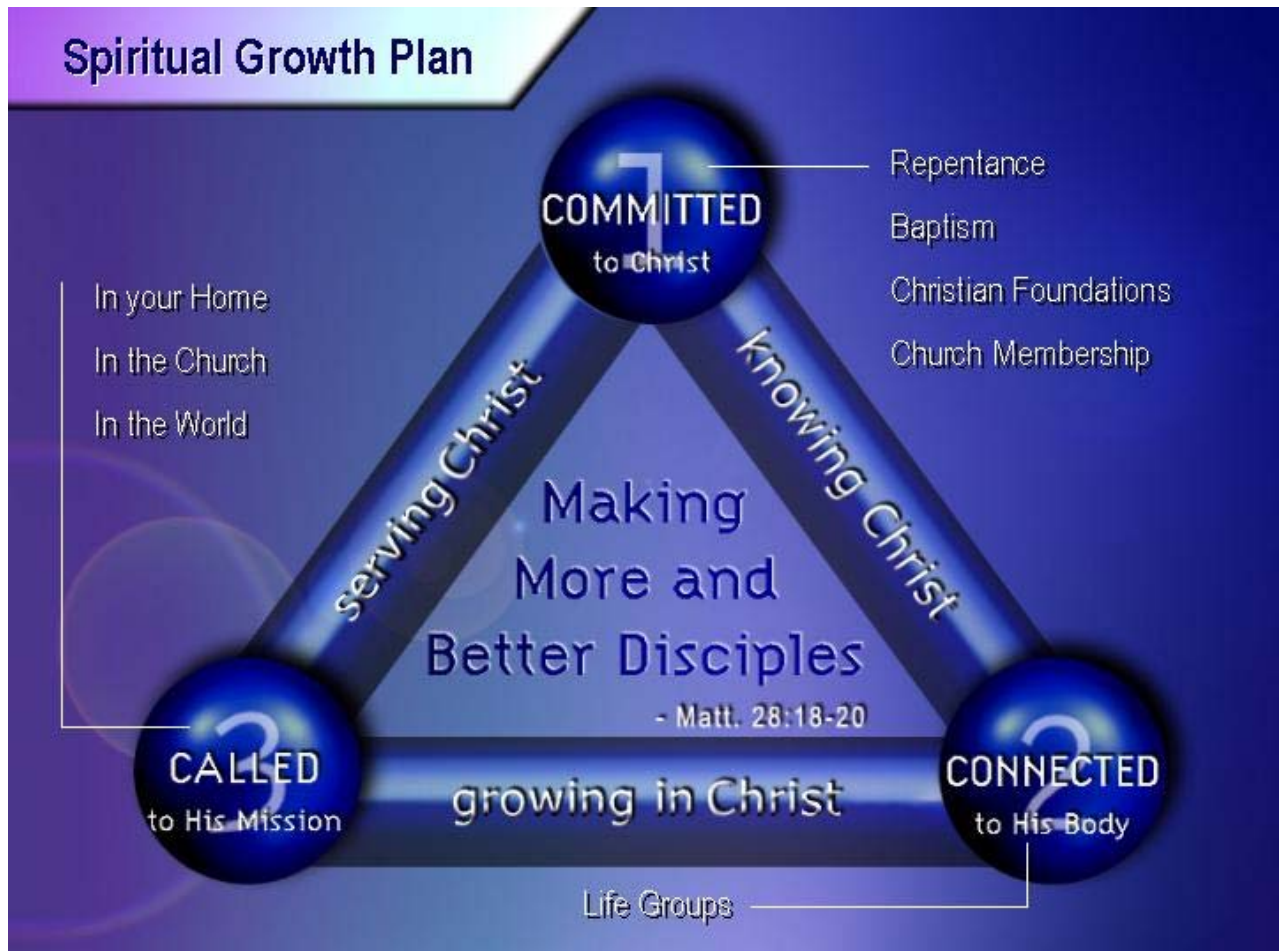 Spiritual Growth Plan
1
COMMITTED
to Christ
Repentance
Baptism
Christian Foundations
Church Membership
In your Home
In the Church
In the World
serving Christ
knowing Christ
Making
More and
Better Disciples
- Matt. 28:18-20
3
CALLED
to His Mission
growing in Christ
2
CONNECTED
to His Body
Life Groups